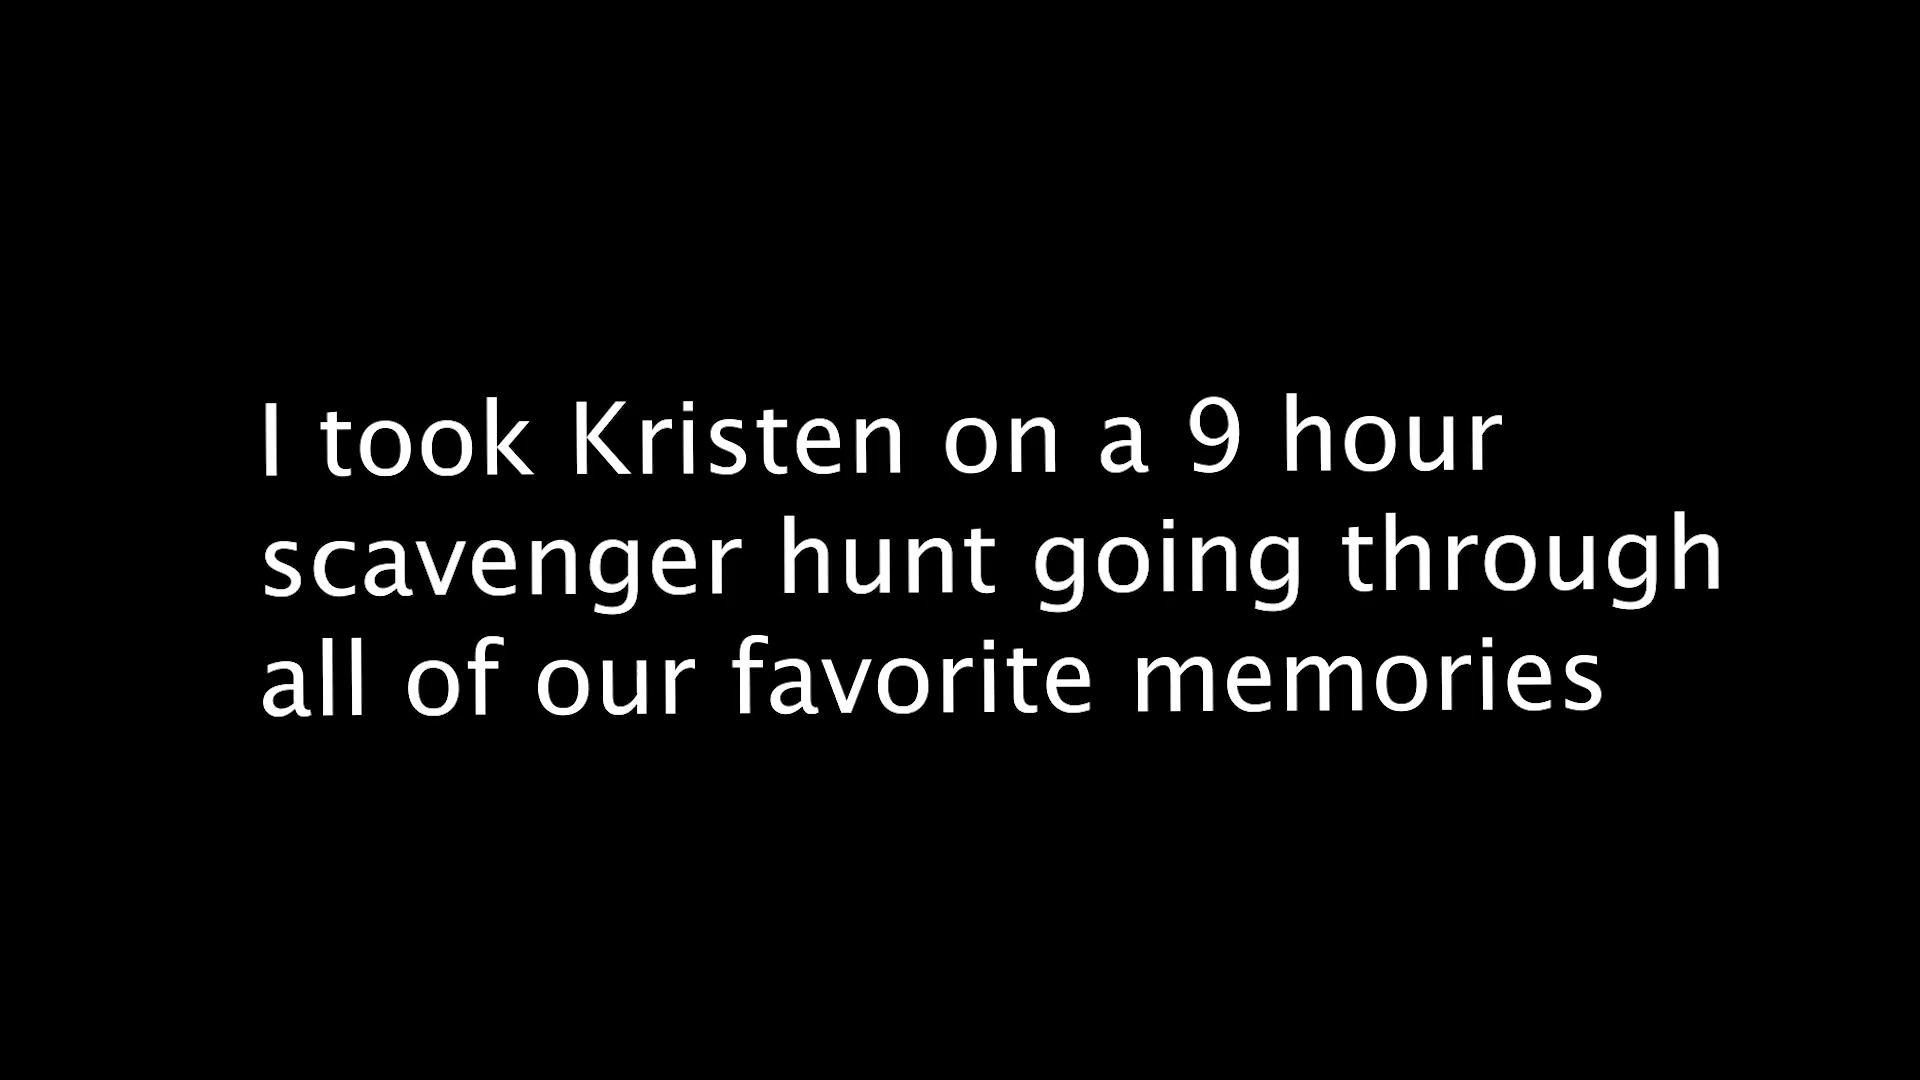 I took Kristen on a 9 hour
scavenger hunt going through
all of our favorite memories